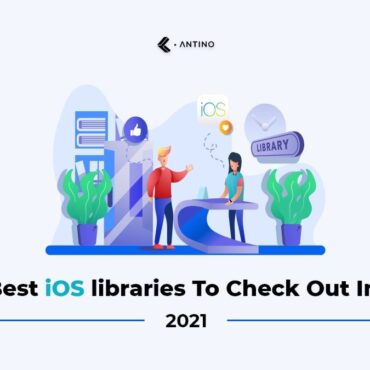 ANTINO
iOS
LIBRARY
Best iOS libraries To Check Out In
2021